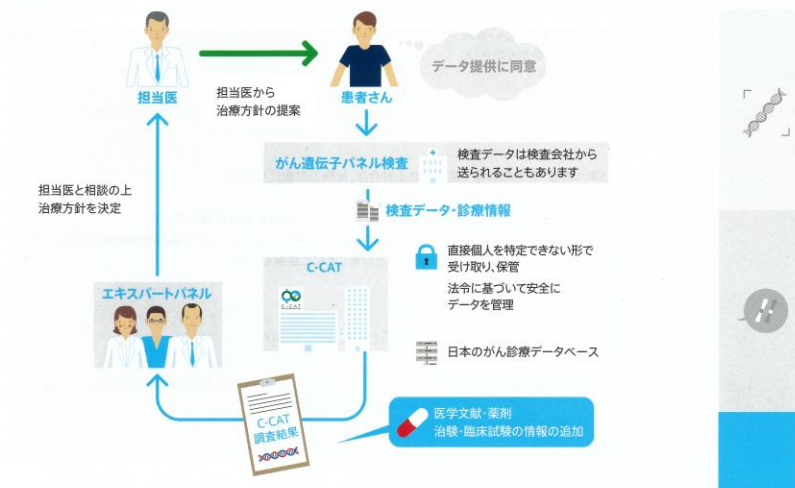 担当医
担当医から
治療方針の提案
患者さん
データ提供に同意
がん遺伝子パネル検査
検査データは検査会社から
送られることもあります
検査データ・診療情報
担当医と相談の上
治療方針を決定
C-CAT
C-CAT
直接個人を特定できない形で
受け取り、保管
法令に基づいて安全に
データを管理
エキスパートパネル
日本のがん診療データベース
C-CAT
調査結果
医学文献・薬剤
治験・臨床試験の情報の追加